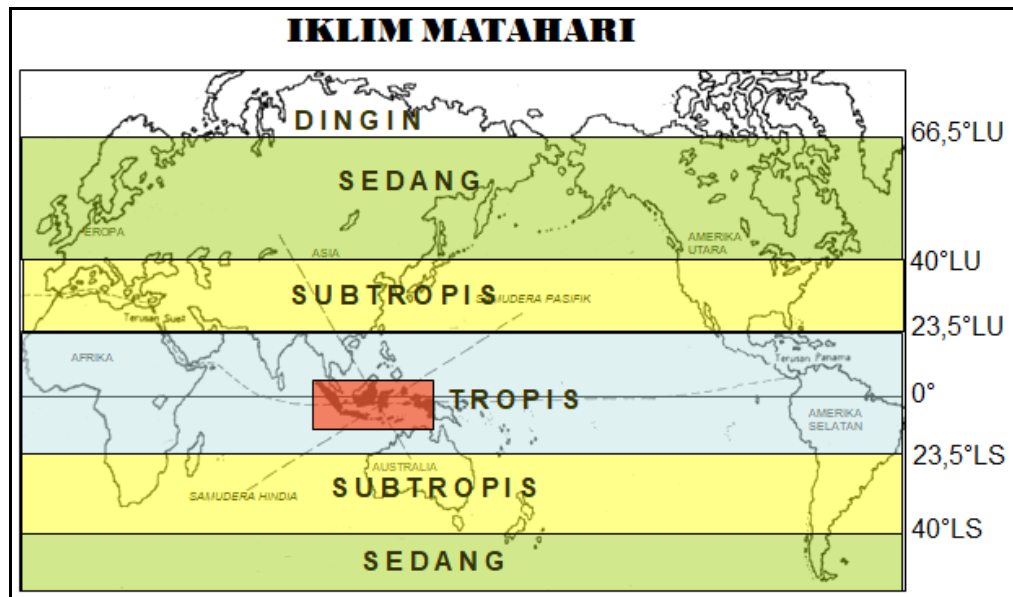 IKLIM MATAHARI
DINGIN
66,5°LU
SEDANG
EROPA
ASIA
AMERIKA
UTARA
40°LU
SUBTROPIS
SAMUDERA PASIFIK
Terusan Suez
23,5°LU
AFRIKA
Terusan Panama
TROPIS
0°
AMERIKA
SELATAN
23,5°LS
AUSTRALIA
SUBTROPIS
SAMUDERA HINDIA
40°LS
SEDANG